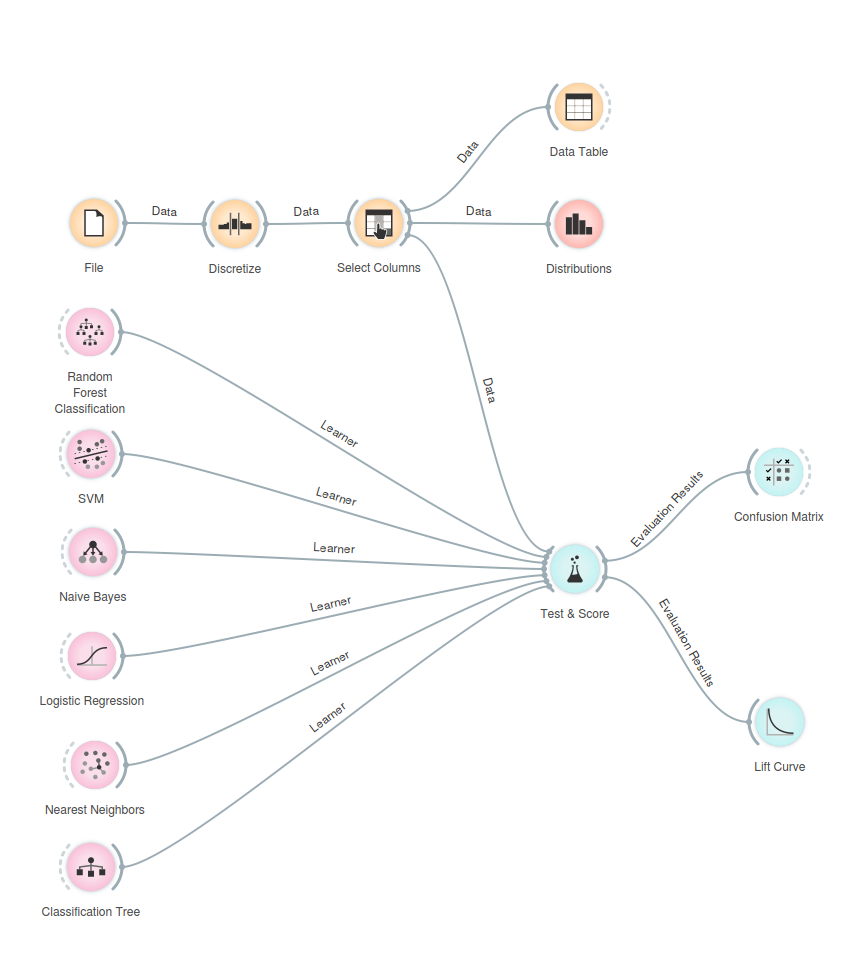 Data
Data Table
Data
Data
Data
File
Discretize
Select Columns
Distributions
Random
Forest
Classification
Data
Learner
SVM
Learner
Evaluation Results
Confusion Matrix
Naive Bayes
Learner
Test & Score
Learner
Evaluation Results
Logistic Regression
Learner
Learner
Lift Curve
Nearest Neighbors
Classification Tree